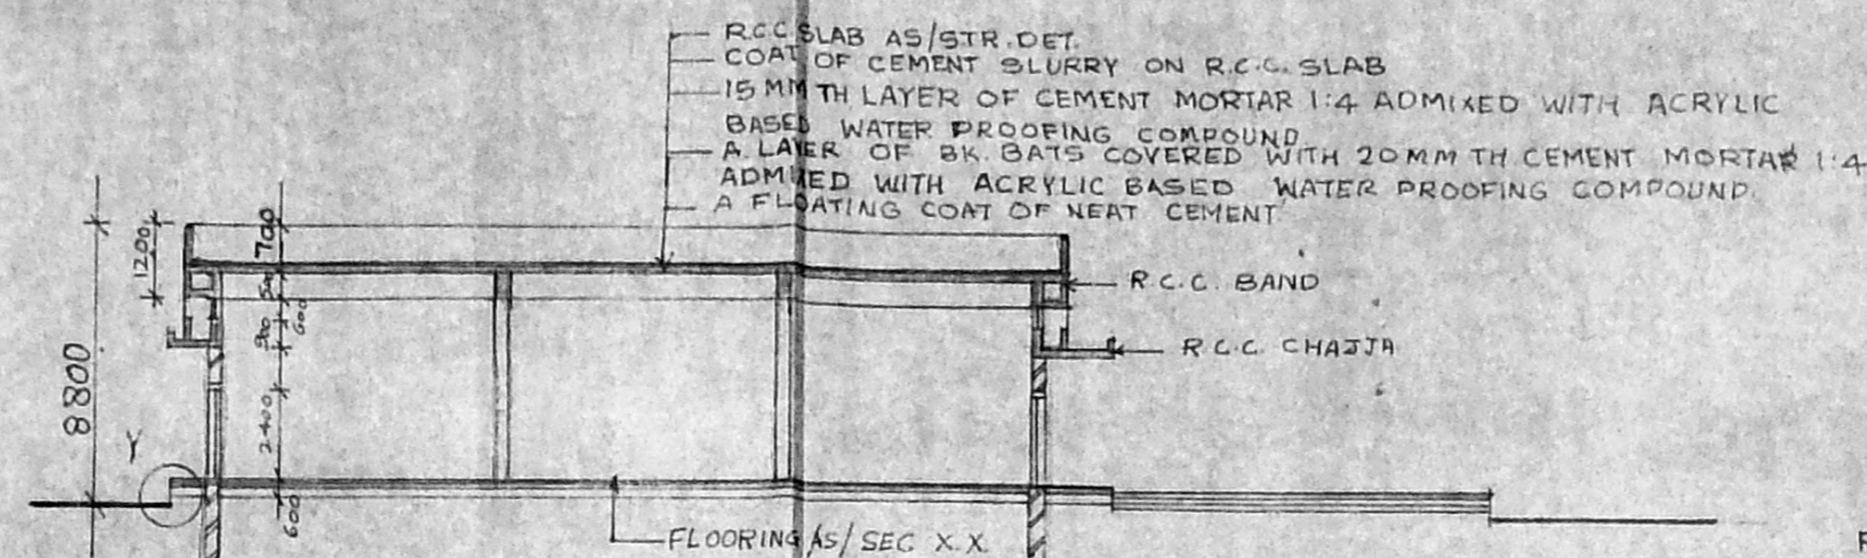 R.C.C SLAB AS/STR.DET.
COAT OF CEMENT SLURRY ON R.C.C. SLAB
15 MM TH LAYER OF CEMENT MORTAR 1:4 ADMIXED WITH ACRYLIC
BASED WATER PROOFING COMPOUND
A LAYER OF BK. BATS COVERED WITH 20MM TH CEMENT MORTAR 1:4
ADMIXED WITH ACRYLIC BASED WATER PROOFING COMPOUND.
A FLOATING COAT OF NEAT CEMENT
700
1200
R.C.C. BAND
600
R.C.C. CHAJJA
8800
2400
Y
600
FLOORING AS/SEC X.X.